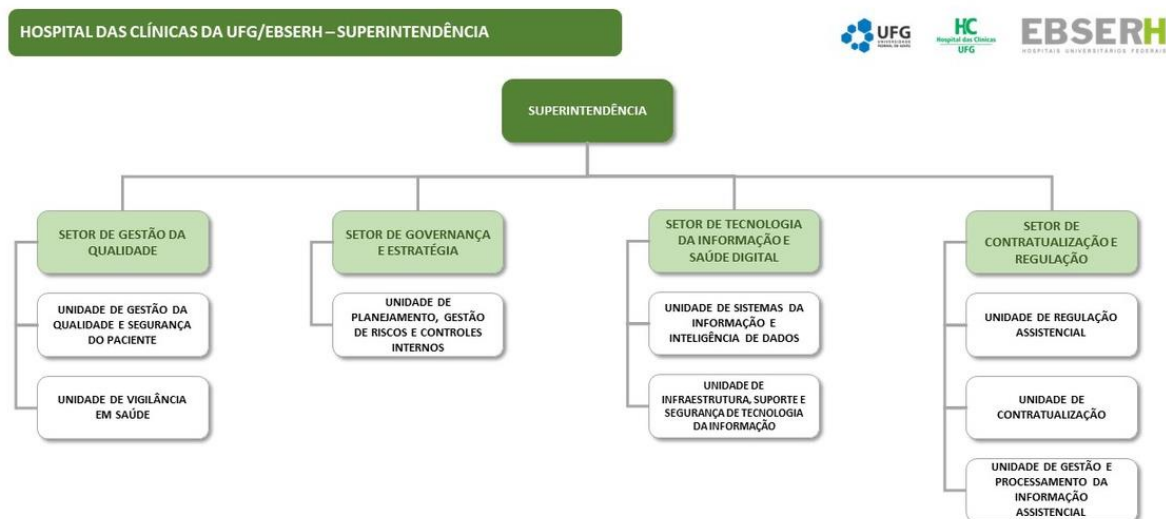 HOSPITAL DAS CLÍNICAS DA UFG/EBSERH – SUPERINTENDÊNCIA
UFG
UNIVERSIDADE
FEDERAL DE GOIÁS
HC
Hospital das Clínicas
UFG
EBSERH
HOSPITAIS UNIVERSITÁRIOS FEDERAIS
SUPERINTENDÊNCIA
SETOR DE GESTÃO DA
QUALIDADE
UNIDADE DE GESTÃO DA
QUALIDADE E SEGURANÇA
DO PACIENTE
UNIDADE DE VIGILÂNCIA
EM SAÚDE
SETOR DE GOVERNANÇA
E ESTRATÉGIA
UNIDADE DE
PLANEJAMENTO, GESTÃO
DE RISCOS E CONTROLES
INTERNOS
SETOR DE TECNOLOGIA
DA INFORMAÇÃO E
SAÚDE DIGITAL
UNIDADE DE SISTEMAS DA
INFORMAÇÃO E
INTELIGÊNCIA DE DADOS
UNIDADE DE
INFRAESTRUTURA, SUPORTE E
SEGURANÇA DE TECNOLOGIA
DA INFORMAÇÃO
SETOR DE
CONTRATUALIZAÇÃO E
REGULAÇÃO
UNIDADE DE REGULAÇÃO
ASSISTENCIAL
UNIDADE DE
CONTRATUALIZAÇÃO
UNIDADE DE GESTÃO E
PROCESSAMENTO DA
INFORMAÇÃO
ASSISTENCIAL